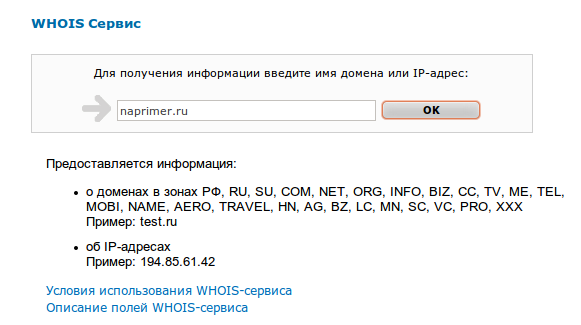 WHOIS Сервис
Для получения информации введите имя домена или IP-адрес:
naprimer.ru
OK
Предоставляется информация:
• о доменах в зонах РФ, RU, SU, COM, NET, ORG, INFO, BIZ, CC, TV, ME, TEL,
MOBI, NAME, AERO, TRAVEL, HN, AG, BZ, LC, MN, SC, VC, PRO, XXX
Пример: test.ru
• об IP-адресах
Пример: 194.85.61.42
Условия использования WHOIS-сервиса
Описание полей WHOIS-сервиса